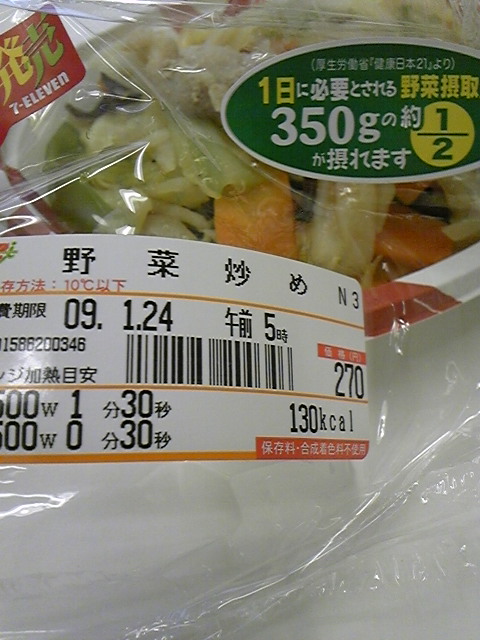 発売
7-ELEVEN
(厚生労働省『健康日本21』より)
1日に必要とされる野菜摂取
350gの約1/2
が摂れます
野菜炒め N3
存方法:10℃以下
費期限 09. 1.24 午前 5時
01586200346
ンジ加熱目安
価格(円)
270
500W 1分30秒
500W 0分30秒
130kcal
保存料・合成着色料不使用